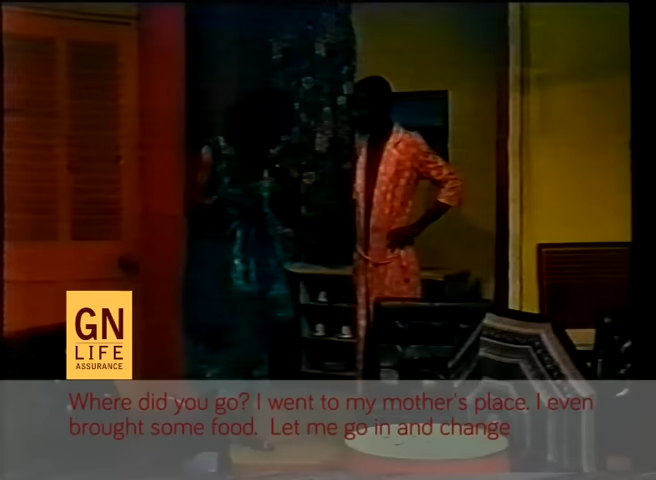 GN
LIFE
ASSURANCE
Where did you go? I went to my mother's place. I even
brought some food. Let me go in and change